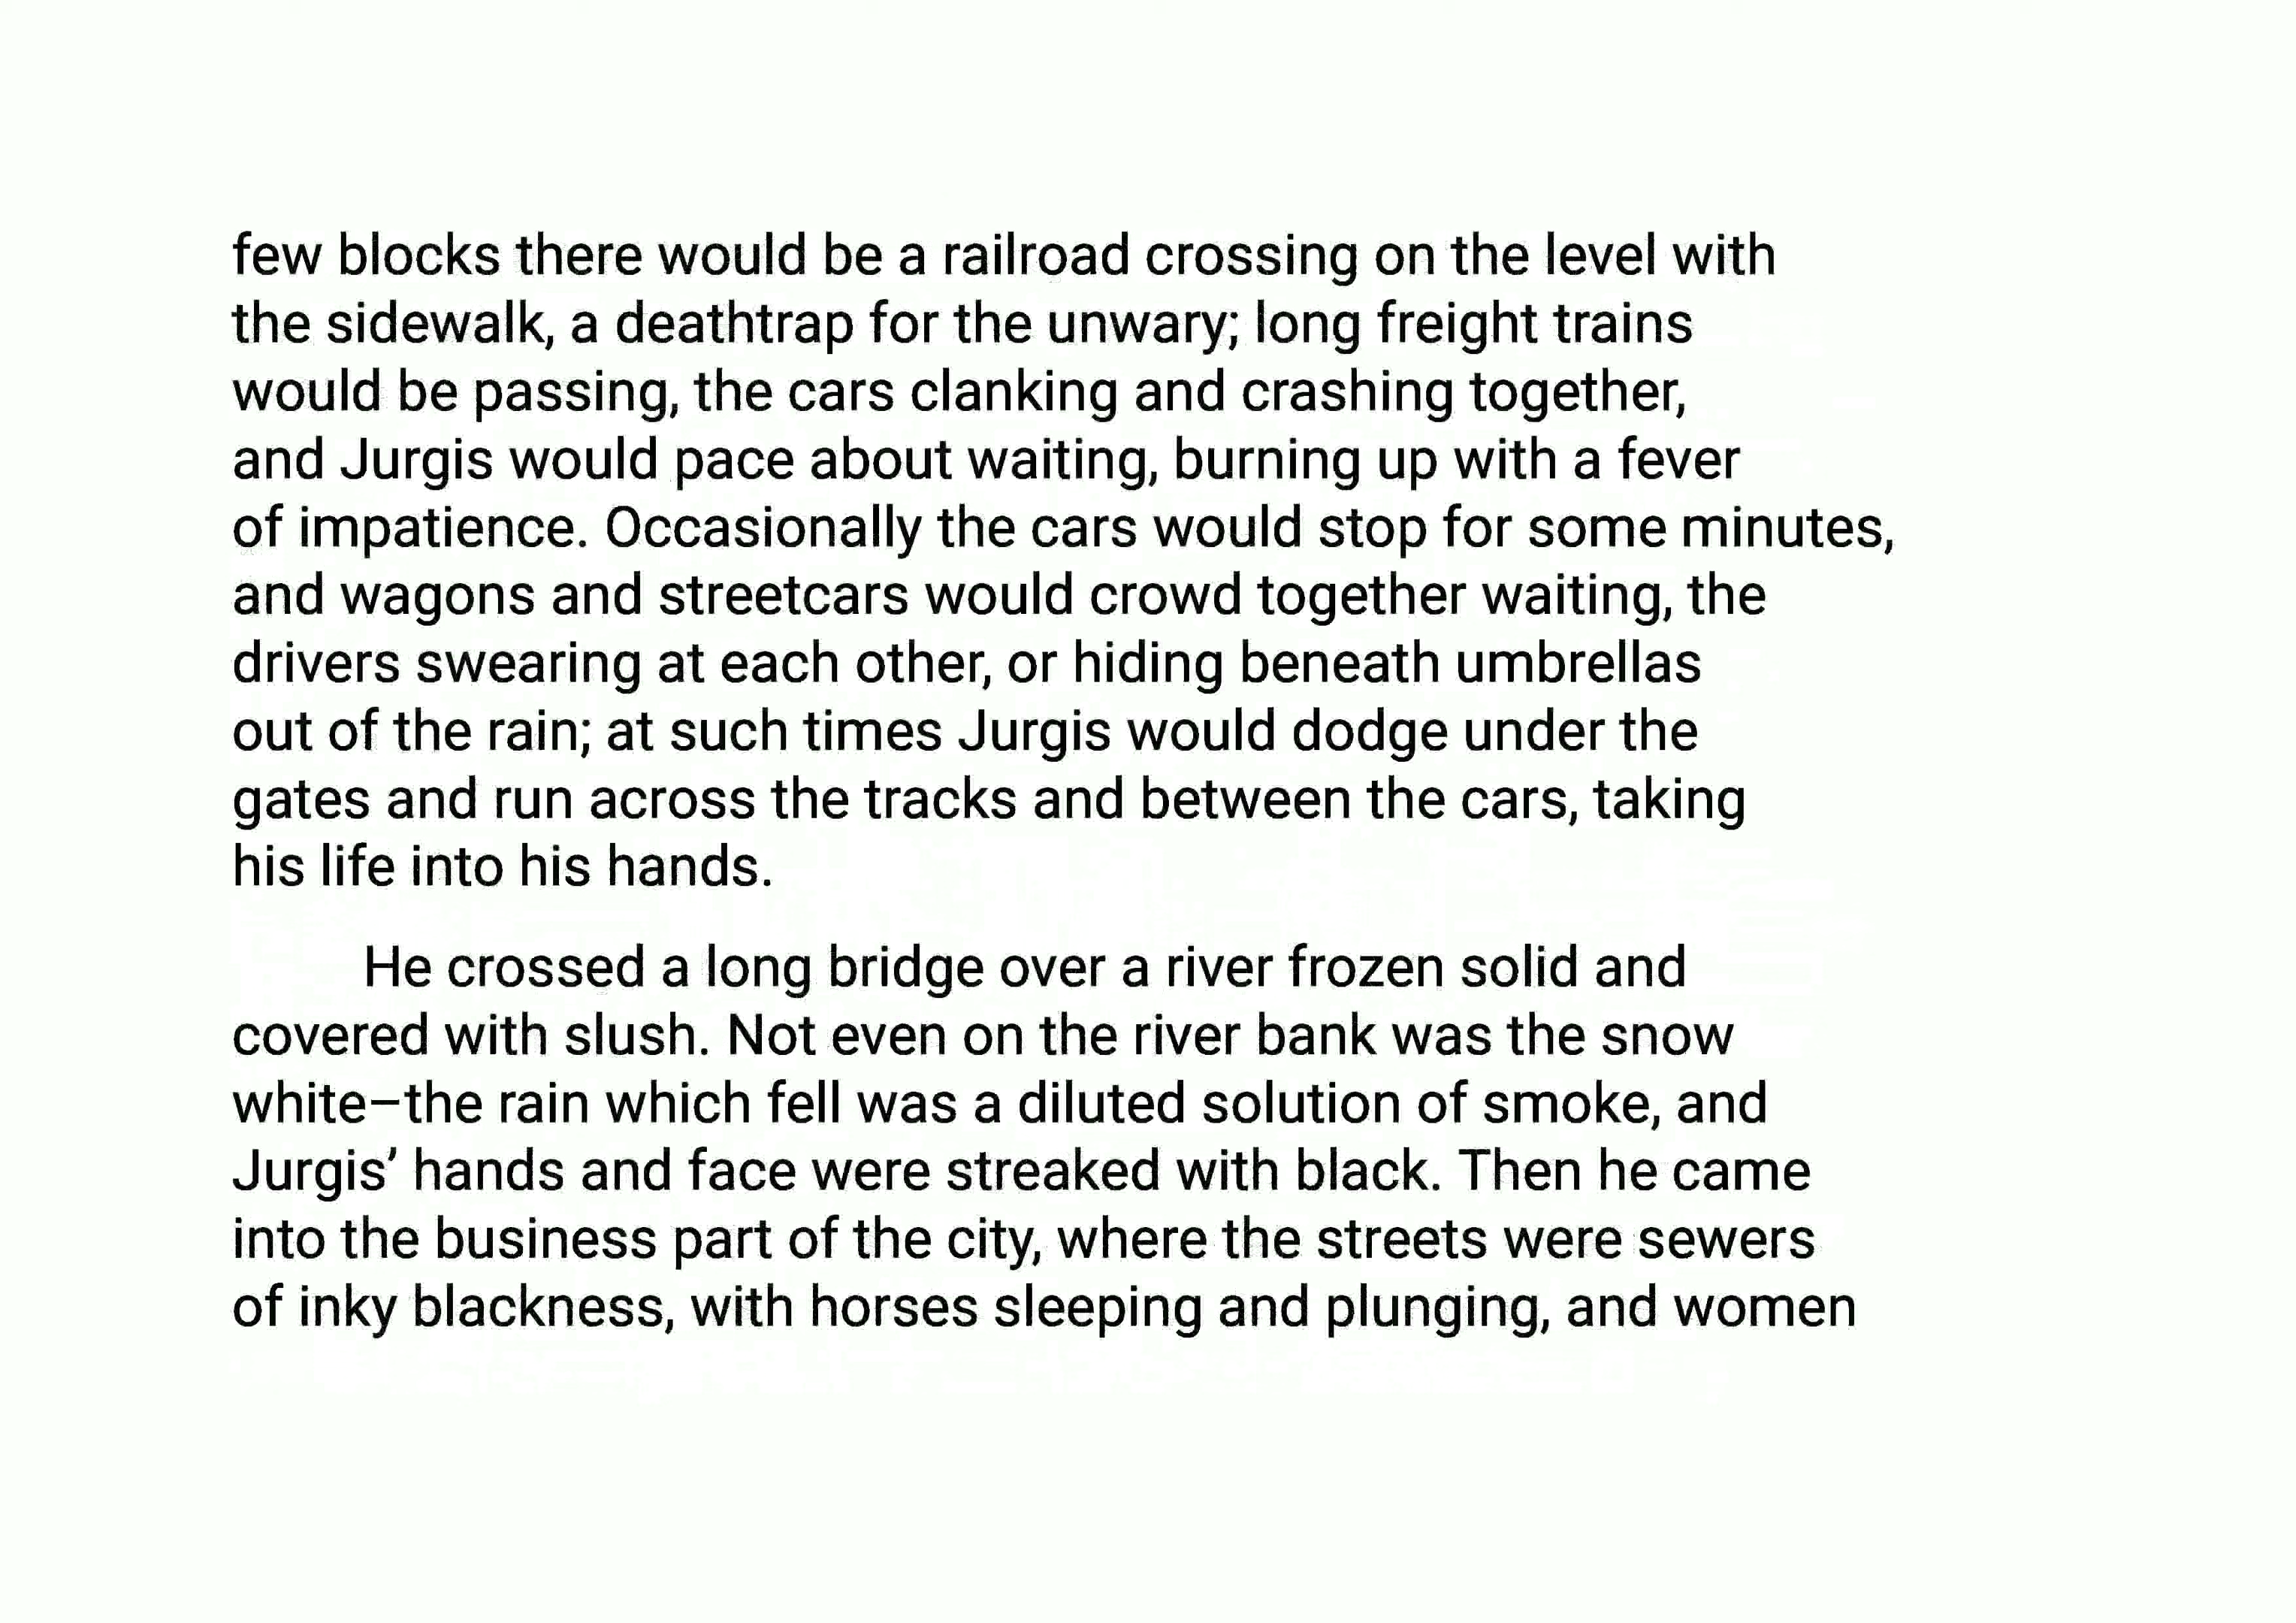 few blocks there would be a railroad crossing on the level with
the sidewalk, a deathtrap for the unwary; long freight trains
would be passing, the cars clanking and crashing together,
and Jurgis would pace about waiting, burning up with a fever
of impatience. Occasionally the cars would stop for some minutes,
and wagons and streetcars would crowd together waiting, the
drivers swearing at each other, or hiding beneath umbrellas
out of the rain; at such times Jurgis would dodge under the
gates and run across the tracks and between the cars, taking
his life into his hands.
He crossed a long bridge over a river frozen solid and
covered with slush. Not even on the river bank was the snow
white–the rain which fell was a diluted solution of smoke, and
Jurgis’ hands and face were streaked with black. Then he came
into the business part of the city, where the streets were sewers
of inky blackness, with horses sleeping and plunging, and women